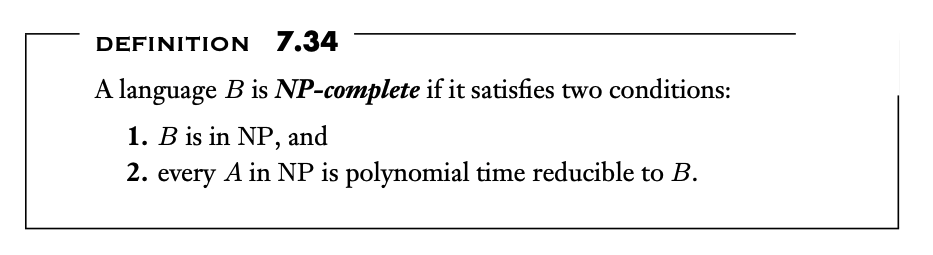 DEFINITION 7.34
A language B is NP-complete if it satisfies two conditions:
1. B is in NP, and
2. every A in NP is polynomial time reducible to B.